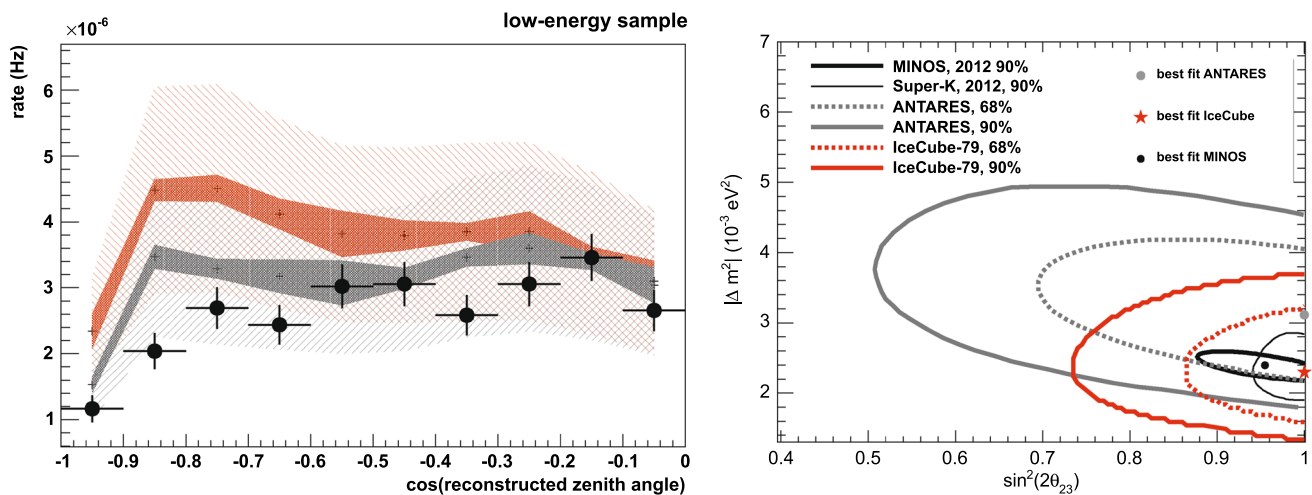 low-energy sample
×10⁻⁶
rate (Hz)
6
5
4
3
2
1
-1 -0.9 -0.8 -0.7 -0.6 -0.5 -0.4 -0.3 -0.2 -0.1 0
cos(reconstructed zenith angle)
7
6
5
4
3
2
|Δ m²| (10⁻³ eV²)
MINOS, 2012 90%
Super-K, 2012, 90%
ANTARES, 68%
ANTARES, 90%
IceCube-79, 68%
IceCube-79, 90%
best fit ANTARES
best fit IceCube
best fit MINOS
0.4 0.5 0.6 0.7 0.8 0.9 1
sin²(2θ₂₃)